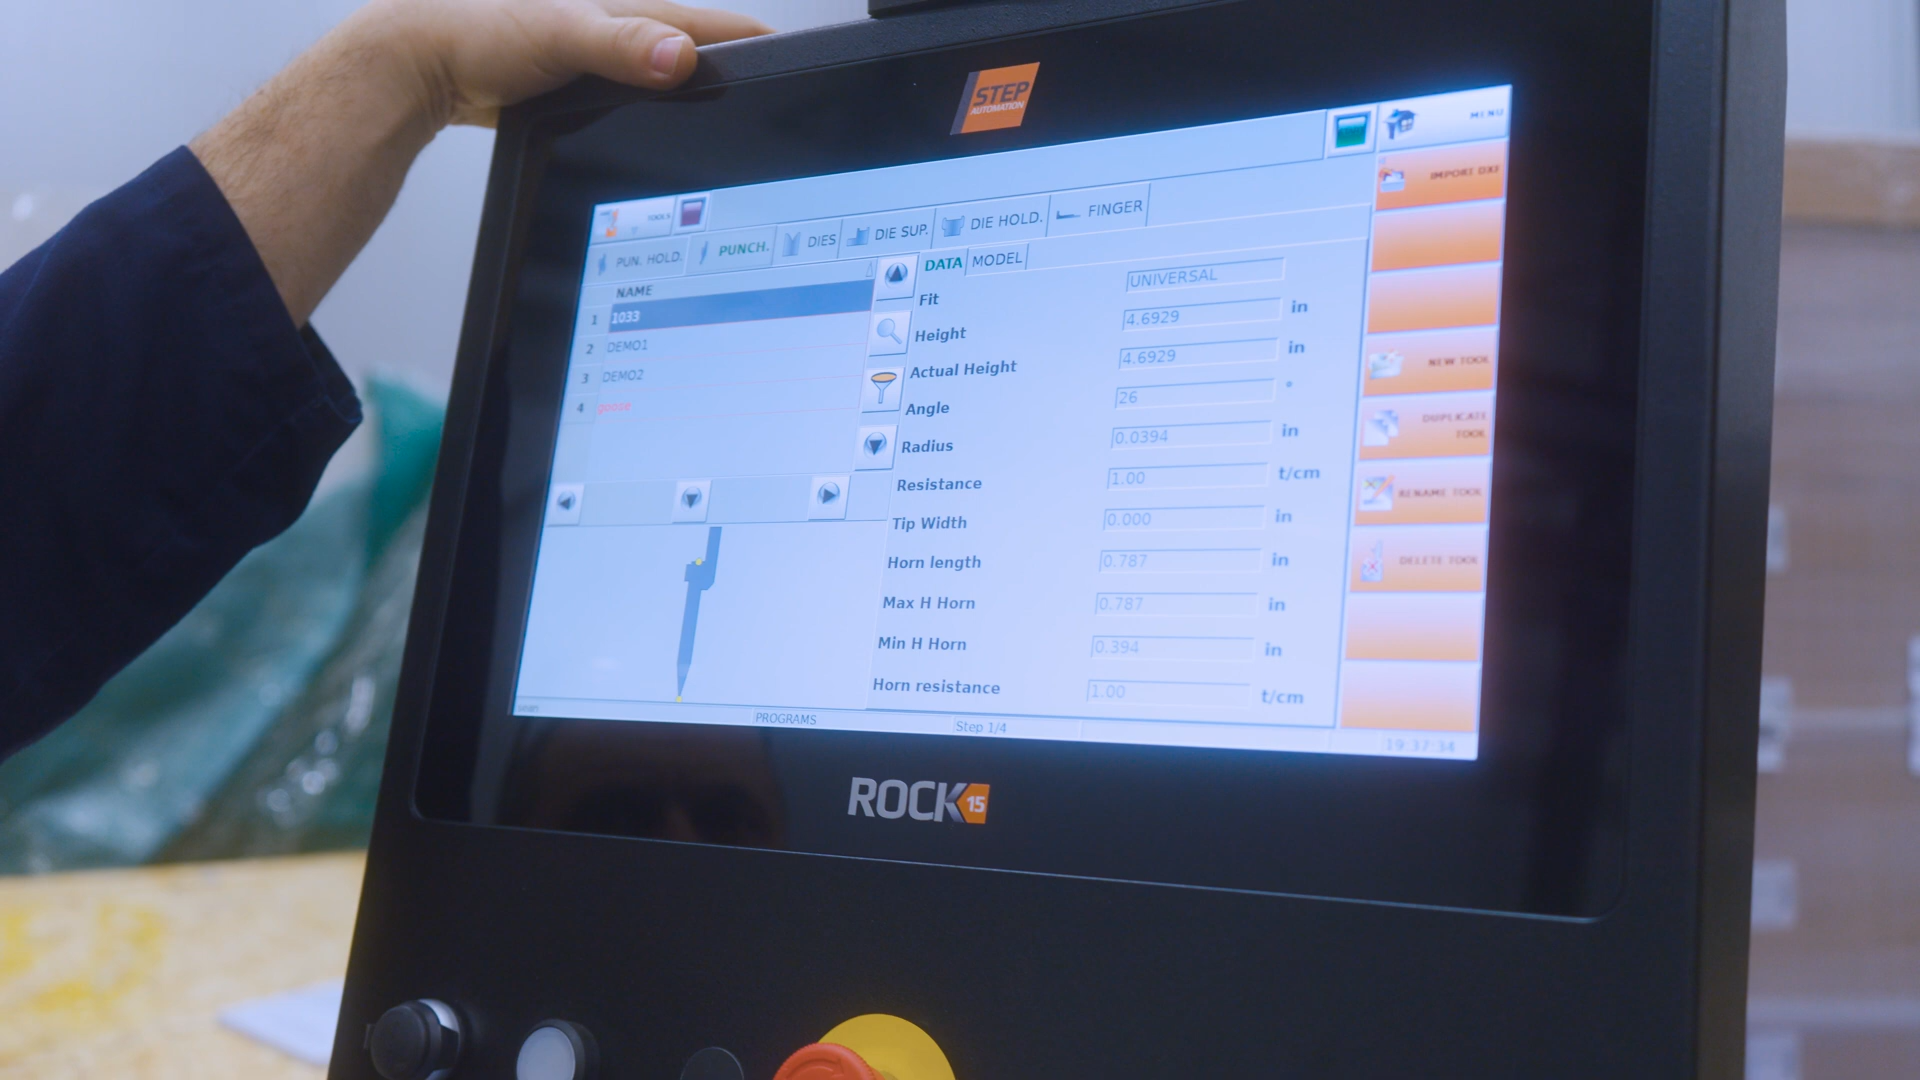 STEP
AUTOMATION
TOOLS
MENU
PUN. HOLD.
PUNCH.
DIES
DIE SUP.
DIE HOLD.
FINGER
NAME
1 1033
2 DEMO1
3 DEMO2
4 goose
DATA
MODEL
Fit UNIVERSAL
Height 4.6929 in
Actual Height 4.6929 in
Angle 26 °
Radius 0.0394 in
Resistance 1.00 t/cm
Tip Width 0.000 in
Horn length 0.787 in
Max H Horn 0.787 in
Min H Horn 0.394 in
Horn resistance 1.00 t/cm
IMPORT DXF
NEW TOOL
DUPLICATE
TOOL
RENAME TOOL
DELETE TOOL
PROGRAMS
Step 1/4
19:37:34
ROCK 15